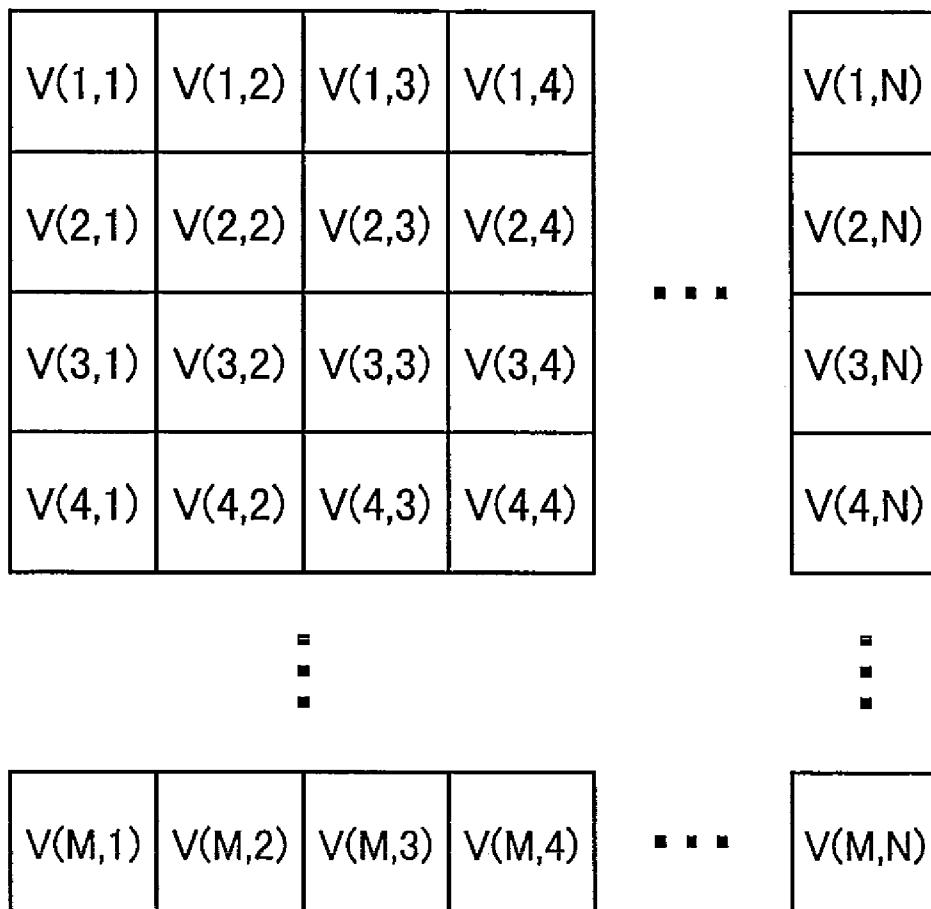 V(1,1) V(1,2) V(1,3) V(1,4) V(1,N)
V(2,1) V(2,2) V(2,3) V(2,4) V(2,N)
V(3,1) V(3,2) V(3,3) V(3,4) V(3,N)
V(4,1) V(4,2) V(4,3) V(4,4) V(4,N)
V(M,1) V(M,2) V(M,3) V(M,4) V(M,N)